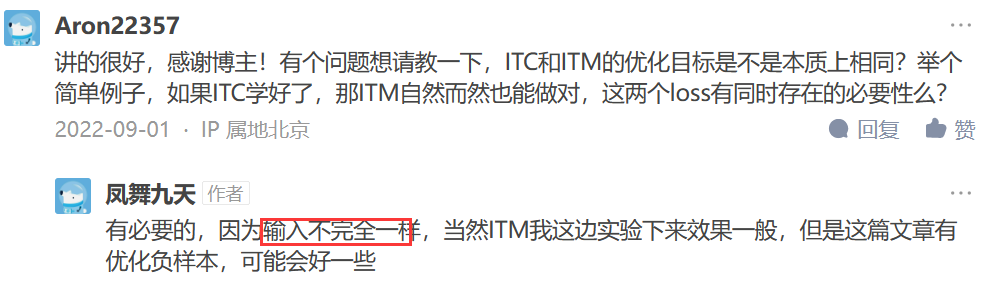 Aron22357
讲的很好，感谢博主！有个问题想请教一下，ITC和ITM的优化目标是不是本质上相同？举个
简单例子，如果ITC学好了，那ITM自然而然也能做对，这两个loss有同时存在的必要性么？
2022-09-01 · IP 属地北京
回复
赞
凤舞九天 作者
有必要的，因为输入不完全一样，当然ITM我这边实验下来效果一般，但是这篇文章有
优化负样本，可能会好一些